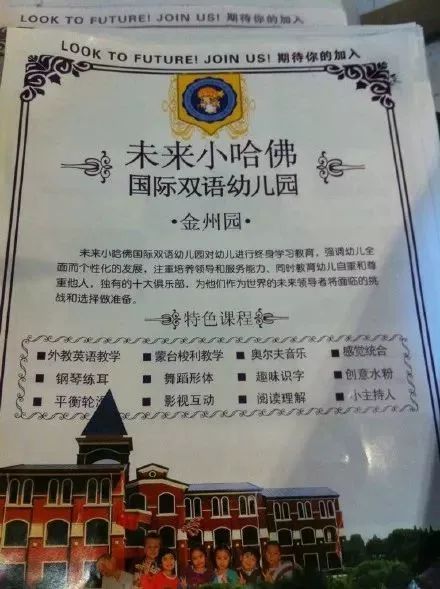 LOOK TO FUTURE! JOIN US! 期待你的加入
LOOK TO FUTURE! JOIN US! 期待你的加入
未来小哈佛
国际双语幼儿园
·金州园·
未来小哈佛国际双语幼儿园对幼儿进行终身学习教育，强调幼儿全
面而个性化的发展，注重培养领导和服务能力、同时教育幼儿自重和尊
重他人，独有的十大俱乐部，为他们作为世界的未来领导者将面临的挑
战和选择做准备。
特色课程
■外教英语教学 ■蒙台梭利教学 ■奥尔夫音乐 ■感觉统合
■钢琴练耳 ■舞蹈形体 ■趣味识字 ■创意水粉
■平衡轮滑 ■影视互动 ■阅读理解 ■小主持人